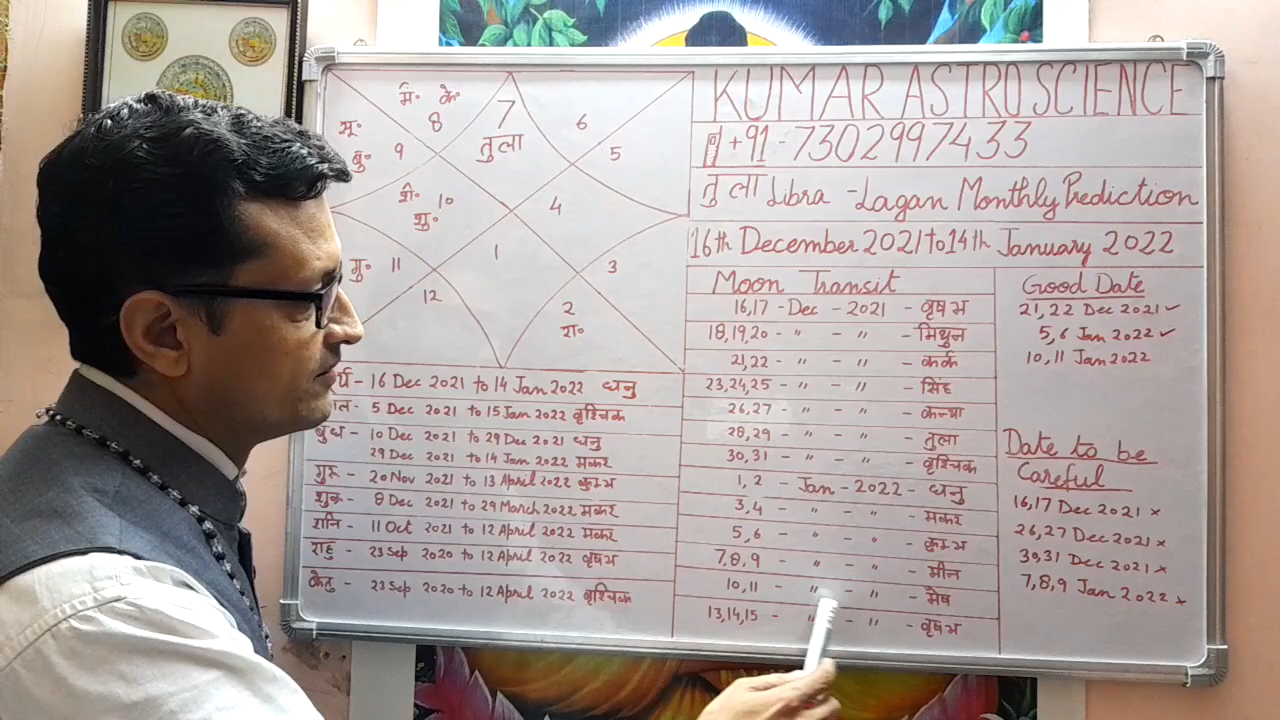 मं॰ के॰
8
7
तुला
6
सू॰
बु॰ 9
5
श॰ 10
शु॰
4
गु॰ 11
1
3
12
2
रा॰
KUMAR ASTRO SCIENCE
+91-7302997433
तुला Libra - Lagan Monthly Prediction
16th December 2021 to 14th January 2022
Moon Transit
16,17 - Dec - 2021 - वृषभ
18,19,20 - " - " - मिथुन
21,22 - " - " - कर्क
23,24,25 - " - " - सिंह
26,27 - " - " - कन्या
28,29 - " - " - तुला
30,31 - " - " - वृश्चिक
1, 2 - Jan - 2022 - धनु
3,4 - " - " - मकर
5,6 - " - " - कुम्भ
7,8,9 - " - " - मीन
10,11 - " - " - मेष
13,14,15 - " - " - वृषभ
Good Date
21,22 Dec 2021 ✓
5,6 Jan 2022 ✓
10,11 Jan 2022
Date to be
Careful
16,17 Dec 2021 ×
26,27 Dec 2021 ×
30,31 Dec 2021 ×
7,8,9 Jan 2022 ×
- 16 Dec 2021 to 14 Jan 2022 धनु
- 5 Dec 2021 to 15 Jan 2022 वृश्चिक
बुध - 10 Dec 2021 to 29 Dec 2021 धनु
29 Dec 2021 to 14 Jan 2022 मकर
गुरू - 20 Nov 2021 to 13 April 2022 कुम्भ
शुक्र - 8 Dec 2021 to 29 March 2022 मकर
शनि - 11 Oct 2021 to 12 April 2022 मकर
राहु - 23 Sep 2020 to 12 April 2022 वृषभ
केतु - 23 Sep 2020 to 12 April 2022 वृश्चिक